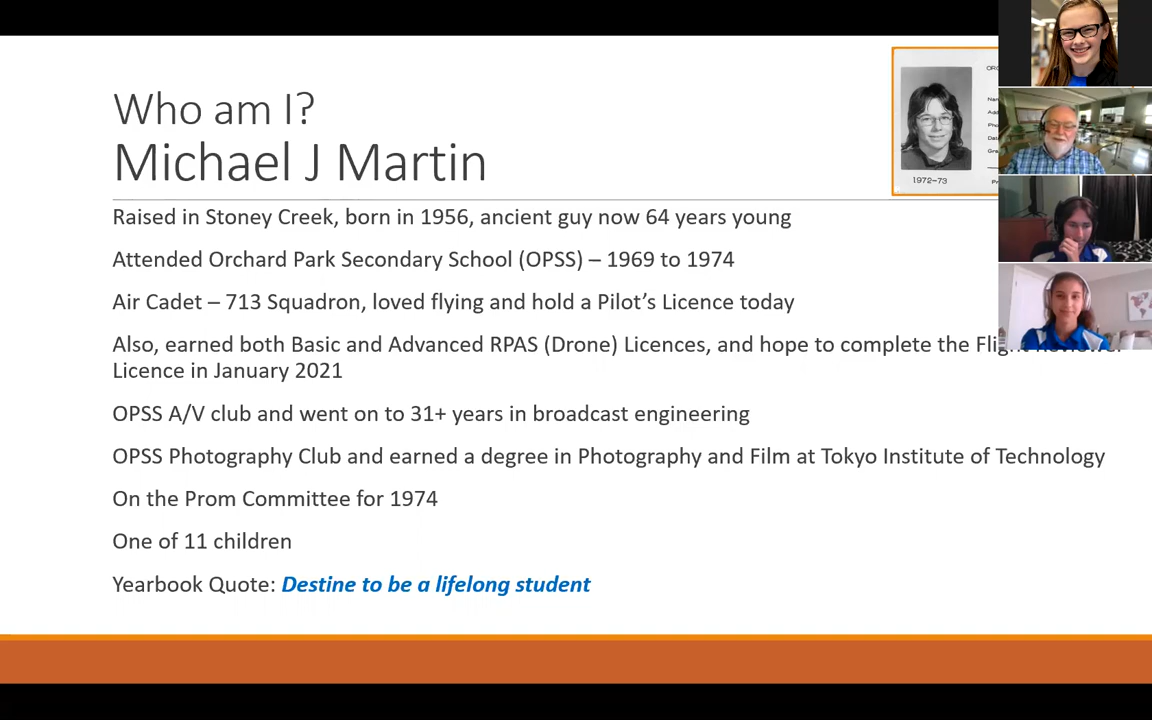 Who am I?
Michael J Martin
1972-73
Raised in Stoney Creek, born in 1956, ancient guy now 64 years young
Attended Orchard Park Secondary School (OPSS) – 1969 to 1974
Air Cadet – 713 Squadron, loved flying and hold a Pilot's Licence today
Also, earned both Basic and Advanced RPAS (Drone) Licences, and hope to complete the Flight Reviewer
Licence in January 2021
OPSS A/V club and went on to 31+ years in broadcast engineering
OPSS Photography Club and earned a degree in Photography and Film at Tokyo Institute of Technology
On the Prom Committee for 1974
One of 11 children
Yearbook Quote: Destine to be a lifelong student